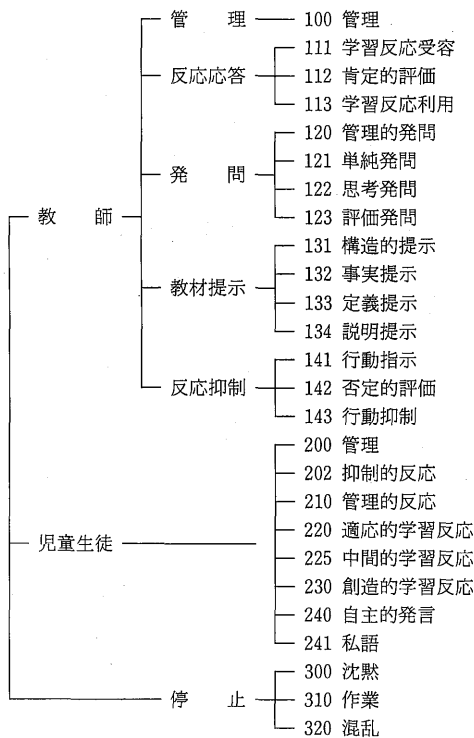 管　理 100 管理
111 学習反応受容
反応応答 112 肯定的評価
113 学習反応利用
120 管理的発問
121 単純発問
発　問
122 思考発問
123 評価発問
教　師
131 構造的提示
132 事実提示
教材提示
133 定義提示
134 説明提示
141 行動指示
反応抑制 142 否定的評価
143 行動抑制
200 管理
202 抑制的反応
210 管理的反応
児童生徒 220 適応的学習反応
225 中間的学習反応
230 創造的学習反応
240 自主的発言
241 私語
300 沈黙
停　止 310 作業
320 混乱